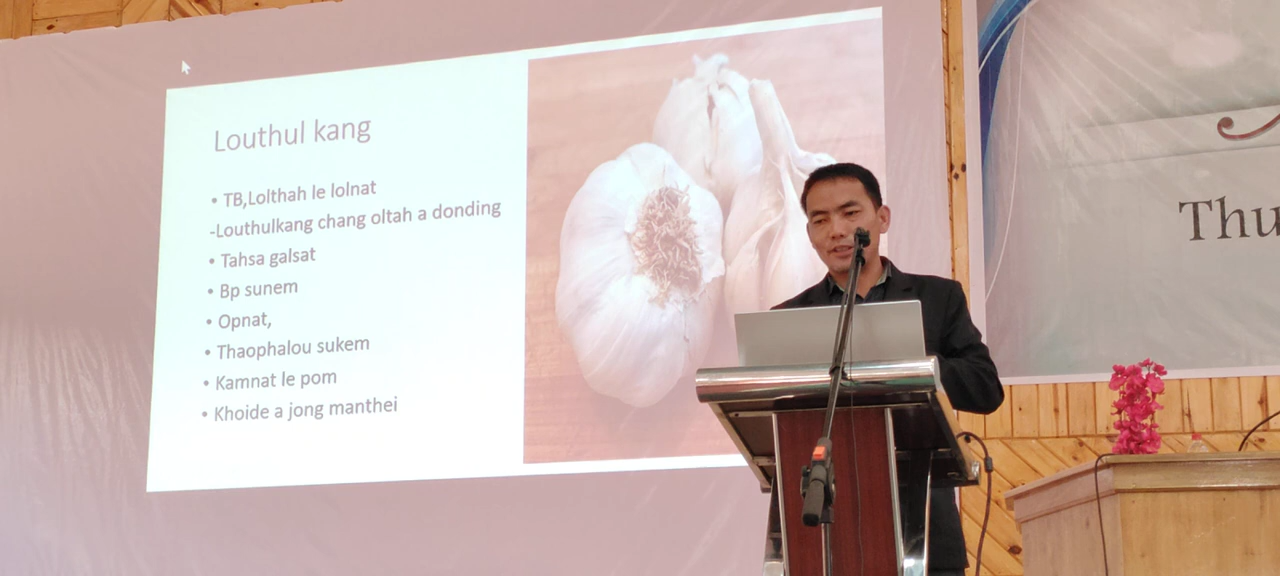 Louthul kang
• TB,Lolthah le lolnat
-Louthulkang chang oltah a donding
• Tahsa galsat
• Bp sunem
• Opnat,
• Thaophalou sukem
• Kamnat le pom
• Khoide a jong manthei
Thu